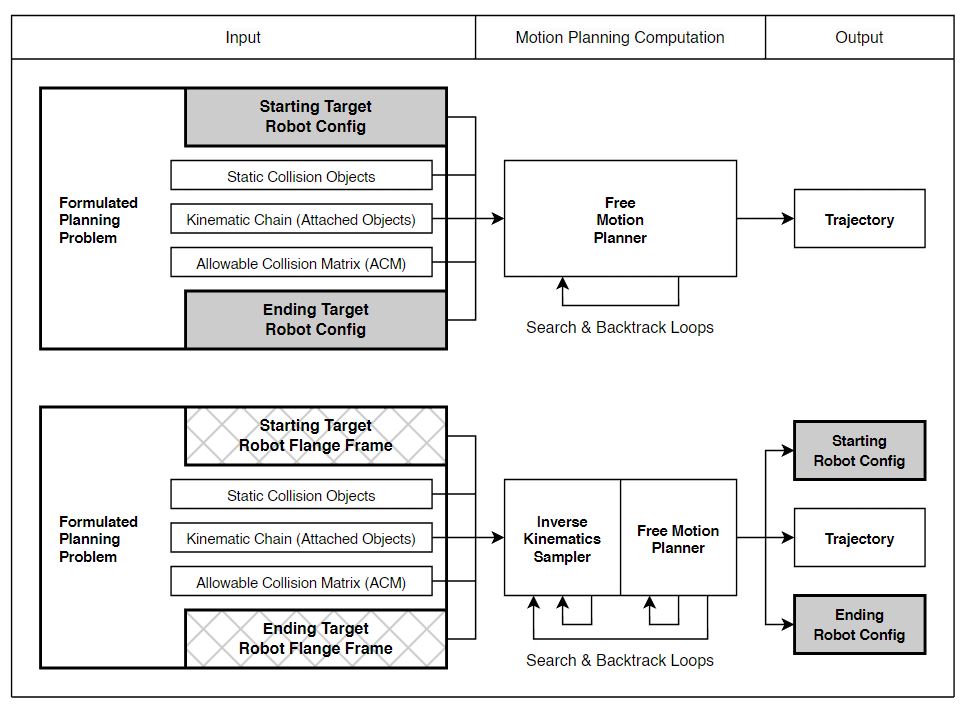 Input
Motion Planning Computation
Output
Formulated
Planning
Problem
Starting Target
Robot Config
Static Collision Objects
Kinematic Chain (Attached Objects)
Allowable Collision Matrix (ACM)
Ending Target
Robot Config
Free
Motion
Planner
Search & Backtrack Loops
Trajectory
Formulated
Planning
Problem
Starting Target
Robot Flange Frame
Static Collision Objects
Kinematic Chain (Attached Objects)
Allowable Collision Matrix (ACM)
Ending Target
Robot Flange Frame
Inverse
Kinematics
Sampler
Free Motion
Planner
Search & Backtrack Loops
Starting
Robot Config
Trajectory
Ending
Robot Config